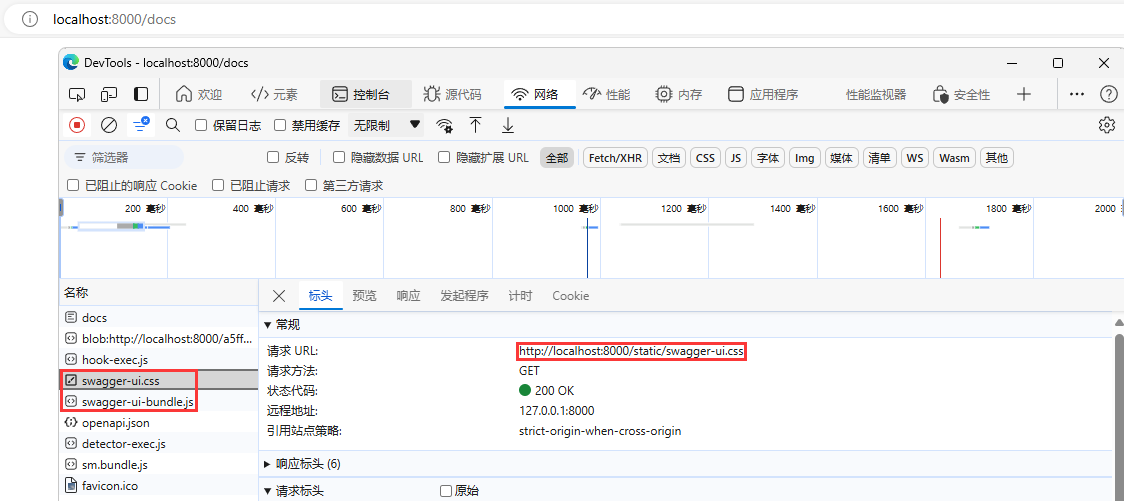 localhost:8000/docs
DevTools - localhost:8000/docs
欢迎 </> 元素 控制台 源代码 网络 性能 内存 应用程序 性能监视器 安全性
保留日志 禁用缓存 无限制
筛选器 反转 隐藏数据 URL 隐藏扩展 URL 全部 Fetch/XHR 文档 CSS JS 字体 Img 媒体 清单 WS Wasm 其他
已阻止的响应 Cookie 已阻止请求 第三方请求
200 毫秒 400 毫秒 600 毫秒 800 毫秒 1000 毫秒 1200 毫秒 1400 毫秒 1600 毫秒 1800 毫秒 2000
名称
docs
blob:http://localhost:8000/a5ff...
hook-exec.js
swagger-ui.css
swagger-ui-bundle.js
openapi.json
detector-exec.js
sm.bundle.js
favicon.ico
标头 预览 响应 发起程序 计时 Cookie
常规
请求 URL: http://localhost:8000/static/swagger-ui.css
请求方法: GET
状态代码: 200 OK
远程地址: 127.0.0.1:8000
引用站点策略: strict-origin-when-cross-origin
响应标头 (6)
请求标头 原始